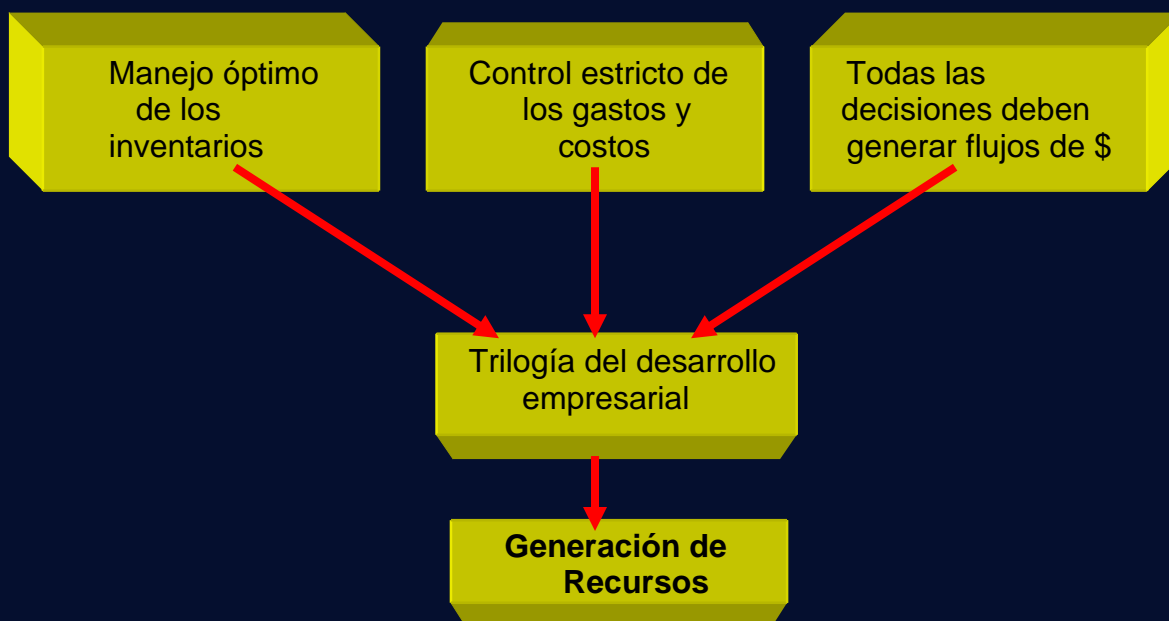 Manejo óptimo
de los
inventarios
Control estricto de
los gastos y
costos
Todas las
decisiones deben
generar flujos de $
Trilogía del desarrollo
empresarial
Generación de
Recursos